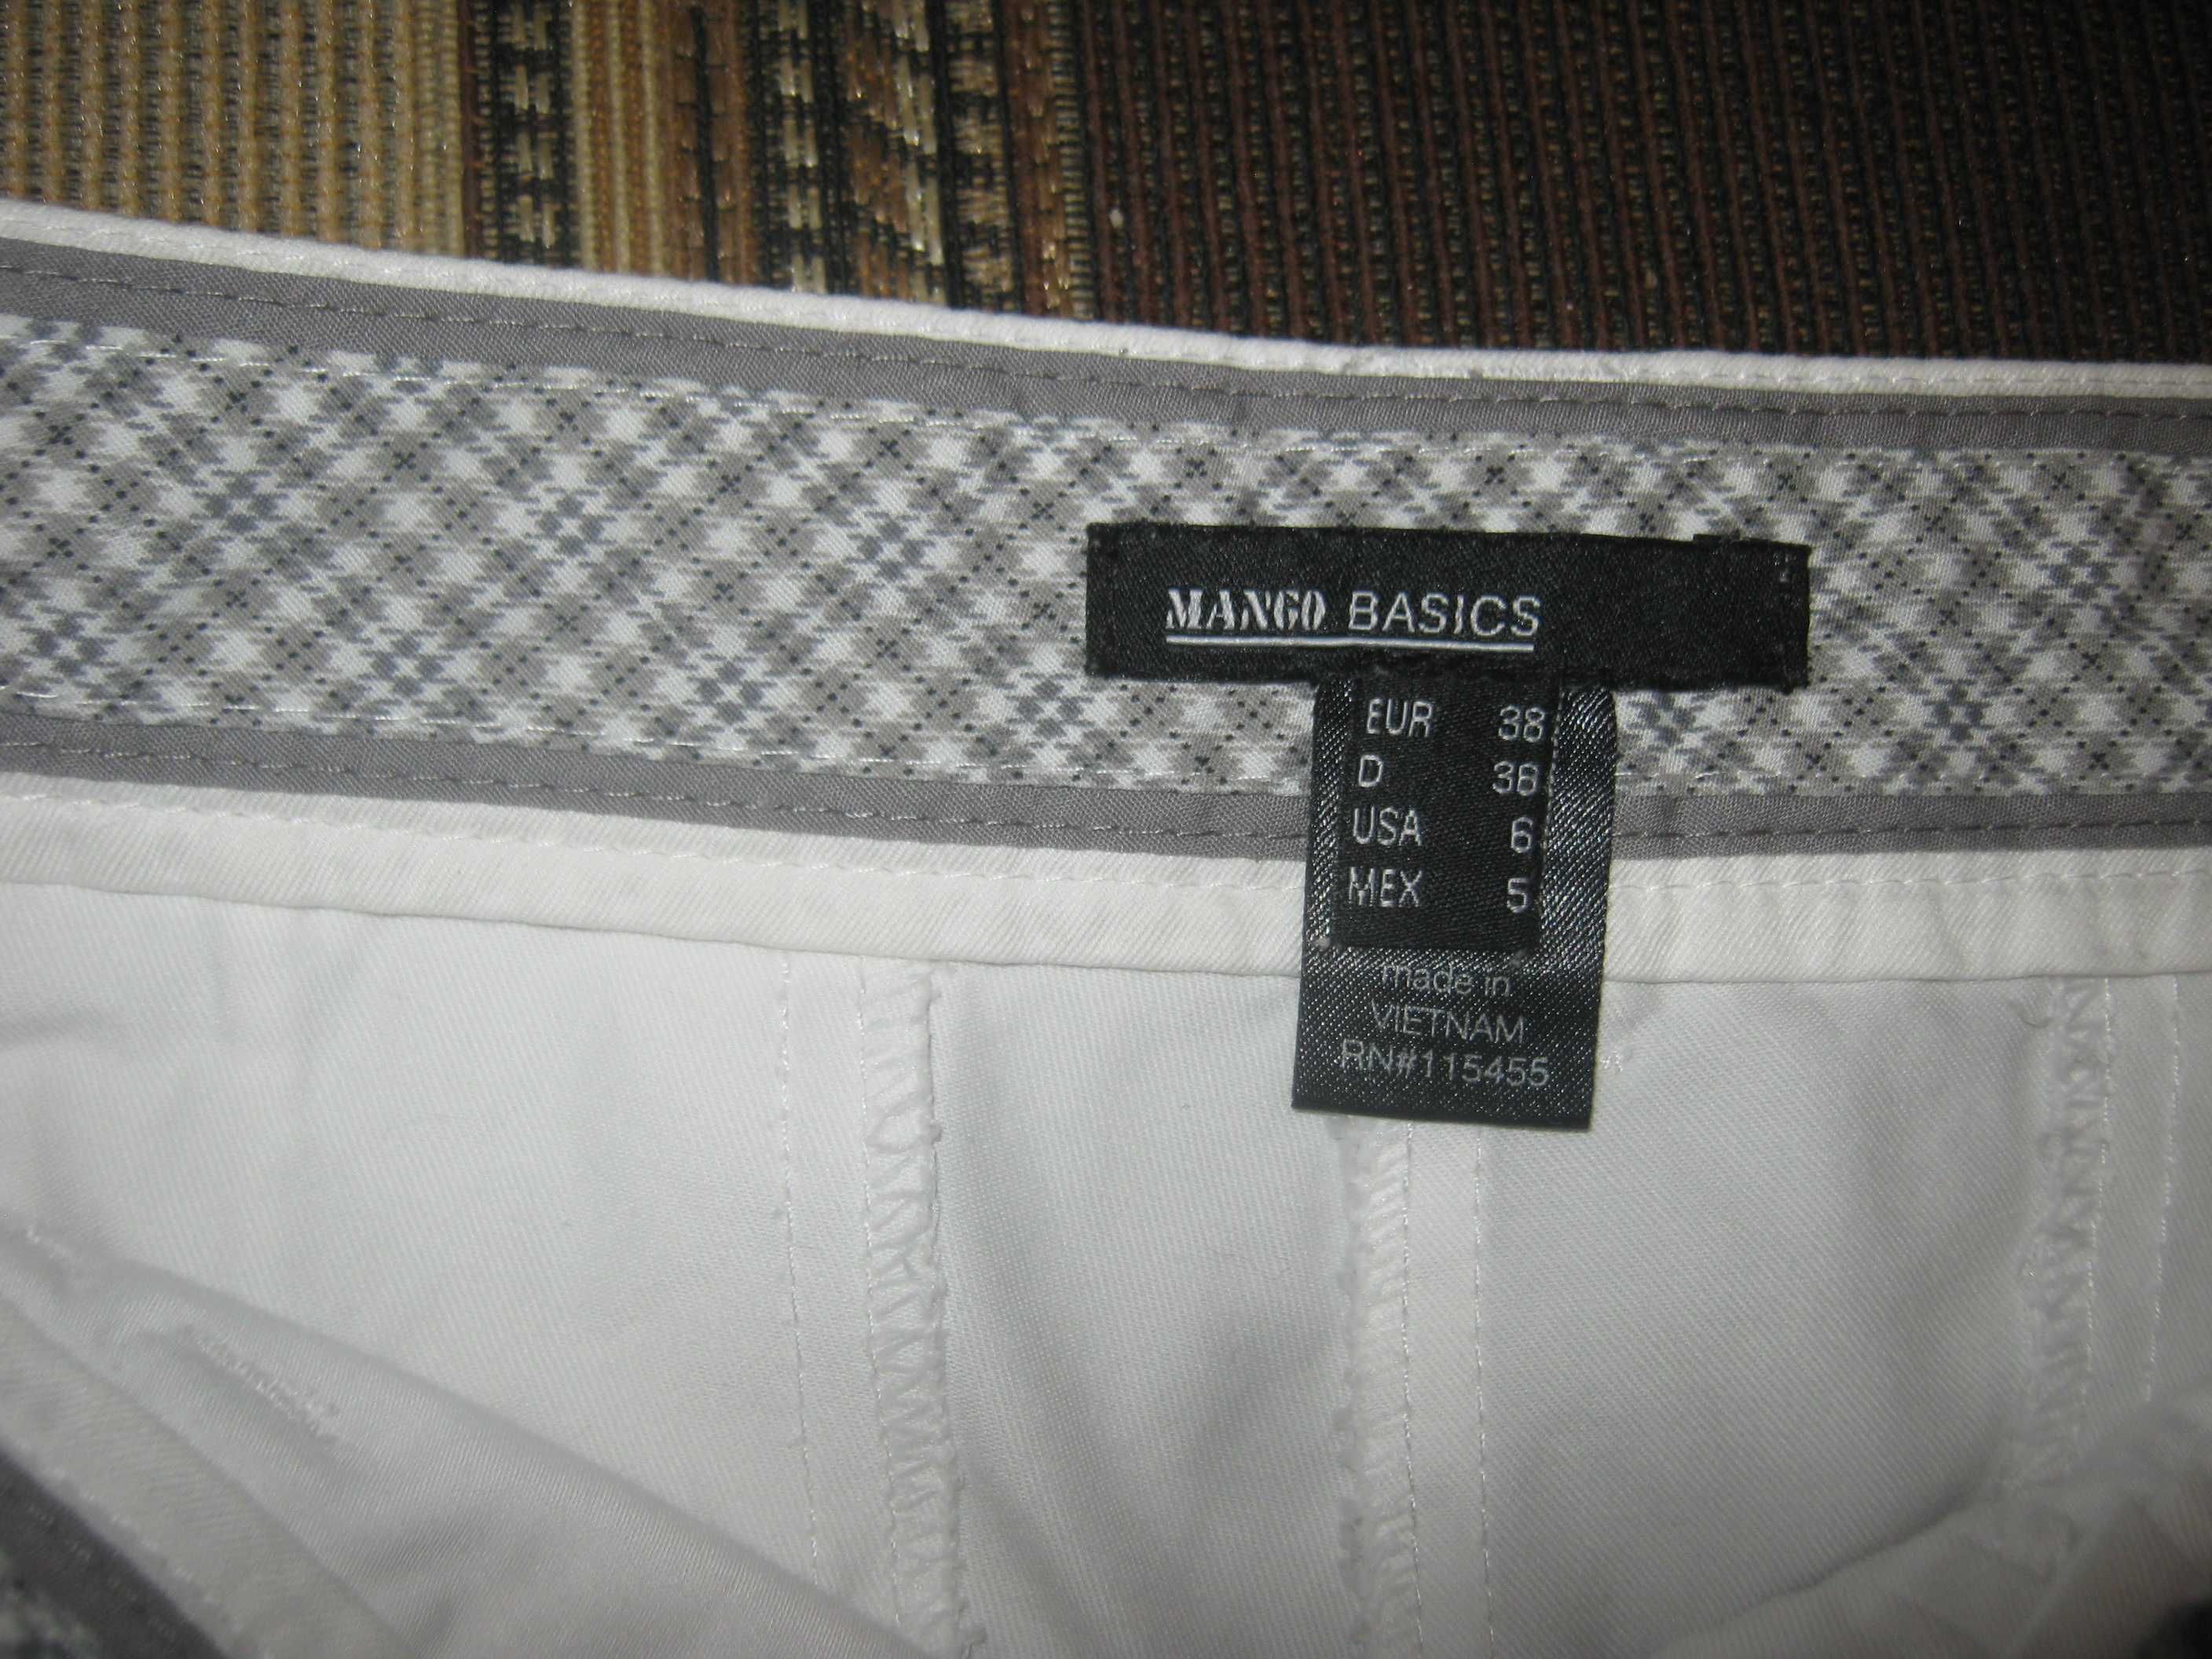 MANGO BASICS
EUR 38
D 38
USA 6
MEX 5
made in
VIETNAM
RN#115455